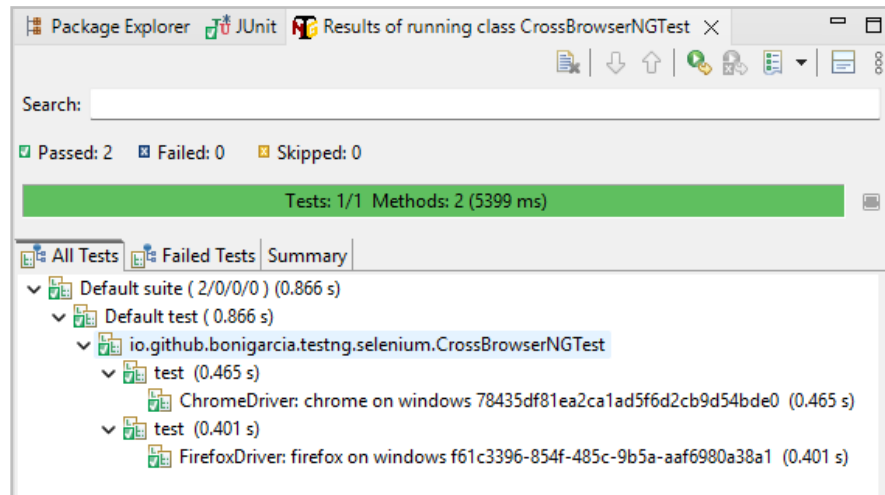 Package Explorer JUnit Results of running class CrossBrowserNGTest
Search:
Passed: 2 Failed: 0 Skipped: 0
Tests: 1/1 Methods: 2 (5399 ms)
All Tests Failed Tests Summary
Default suite ( 2/0/0/0 ) (0.866 s)
Default test ( 0.866 s)
io.github.bonigarcia.testng.selenium.CrossBrowserNGTest
test (0.465 s)
ChromeDriver: chrome on windows 78435df81ea2ca1ad5f6d2cb9d54bde0 (0.465 s)
test (0.401 s)
FirefoxDriver: firefox on windows f61c3396-854f-485c-9b5a-aaf6980a38a1 (0.401 s)